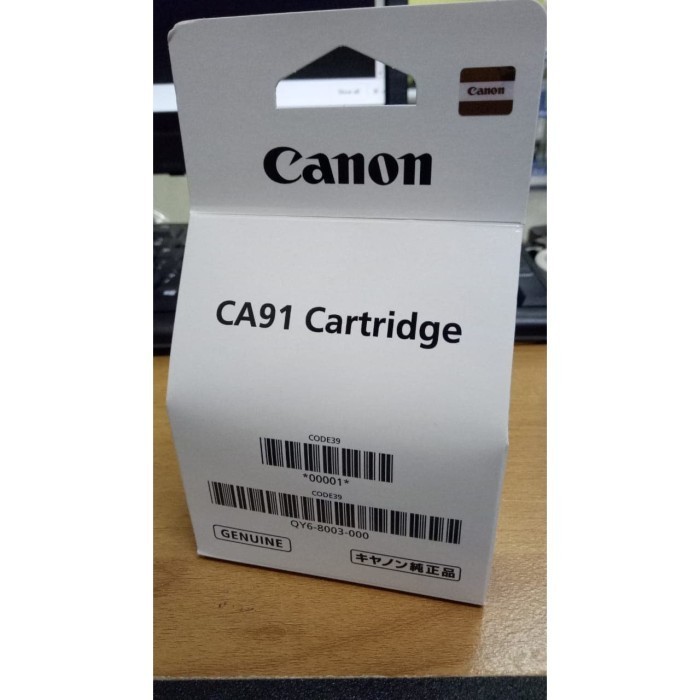 Canon
Canon
CA91 Cartridge
CODE39
*00001*
CODE39
QY6-8003-000
GENUINE
キヤノン純正品